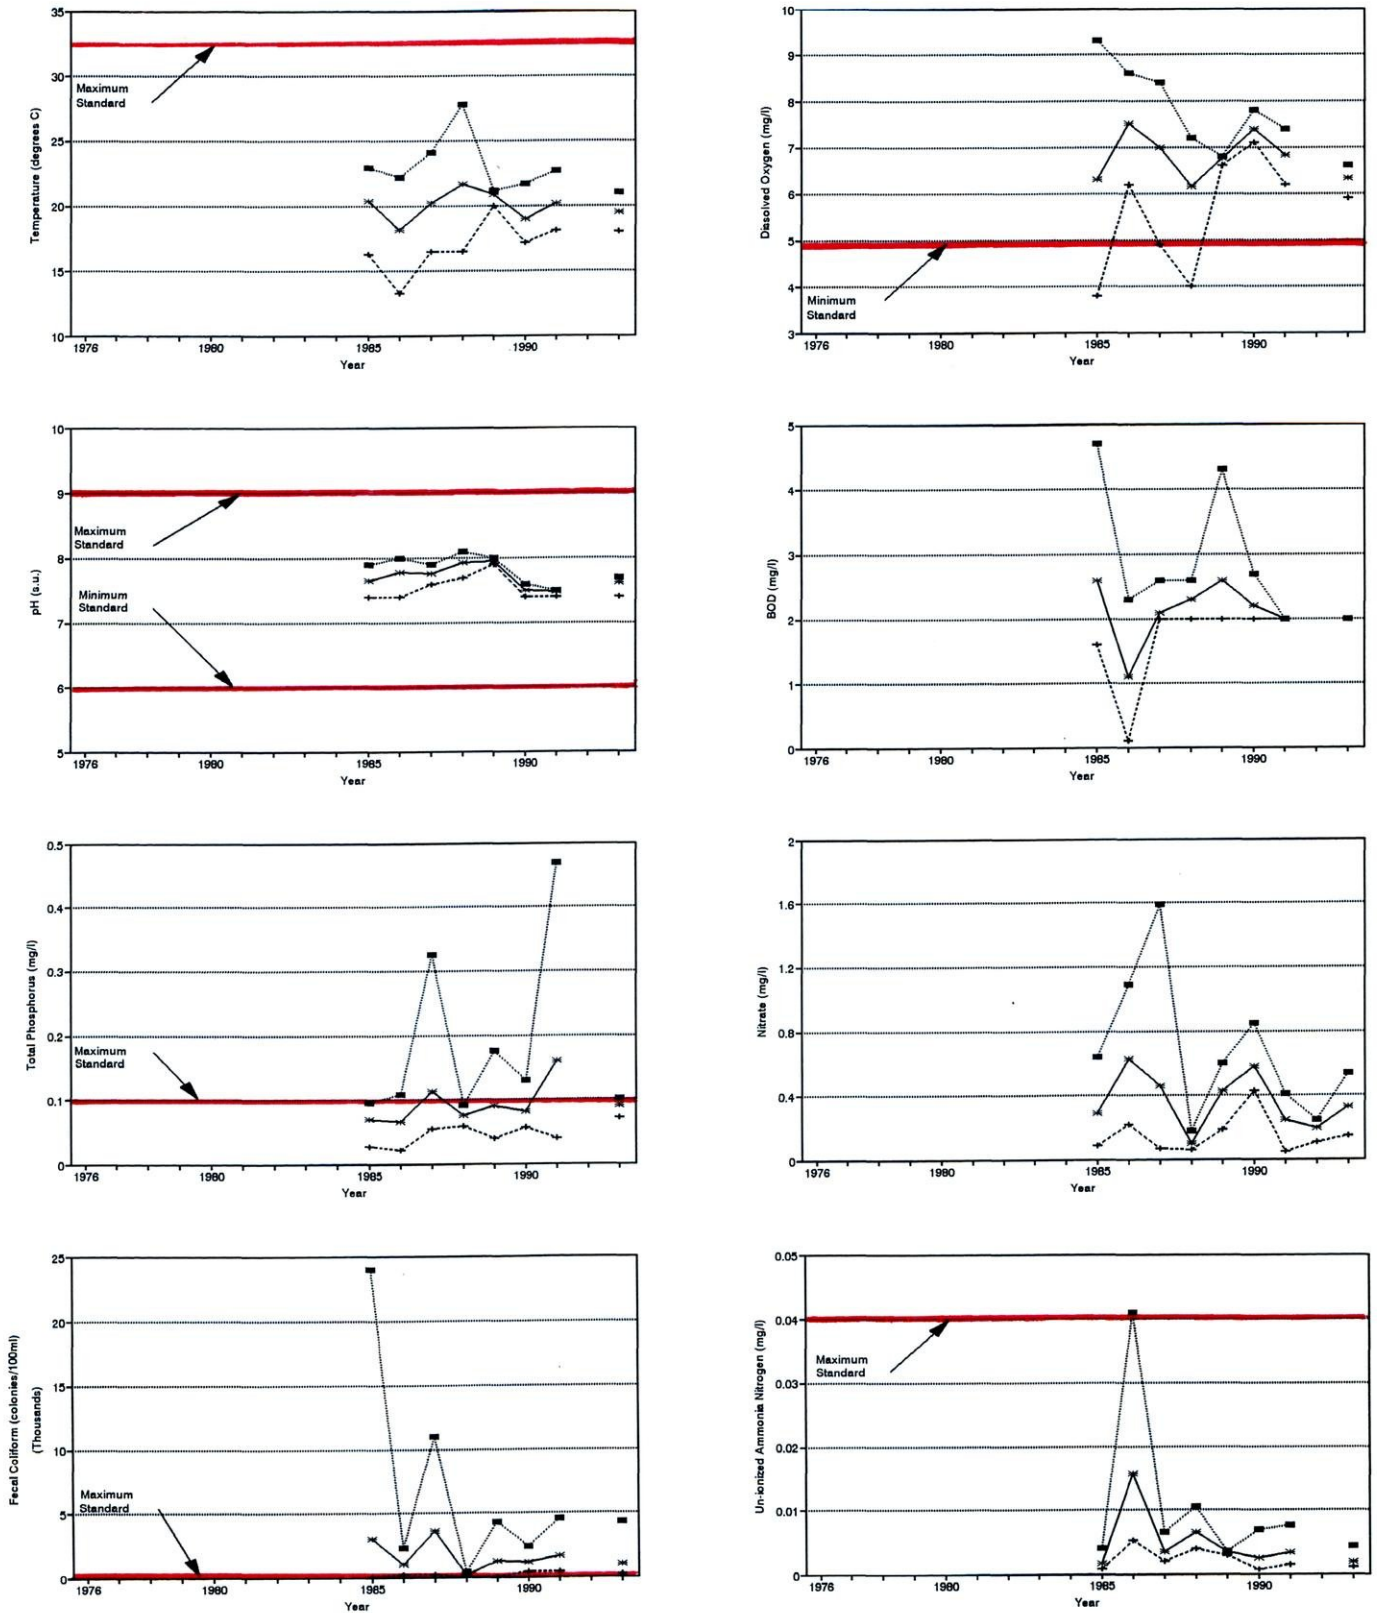 35
30
25
20
15
10
Temperature (degrees C)
Maximum
Standard
1976
1980
1985
1990
Year
10
9
8
7
6
5
4
3
Dissolved Oxygen (mg/l)
Minimum
Standard
1976
1980
1985
1990
Year
10
9
8
7
6
5
pH (s.u.)
Maximum
Standard
Minimum
Standard
1976
1980
1985
1990
Year
5
4
3
2
1
0
BOD (mg/l)
1976
1980
1985
1990
Year
0.5
0.4
0.3
0.2
0.1
0
Total Phosphorus (mg/l)
Maximum
Standard
1976
1980
1985
1990
Year
2
1.6
1.2
0.8
0.4
0
Nitrate (mg/l)
1976
1980
1985
1990
Year
25
20
15
10
5
0
Fecal Coliform (colonies/100ml)
(Thousands)
Maximum
Standard
1976
1980
1985
1990
Year
0.05
0.04
0.03
0.02
0.01
0
Un-ionized Ammonia Nitrogen (mg/l)
Maximum
Standard
1976
1980
1985
1990
Year